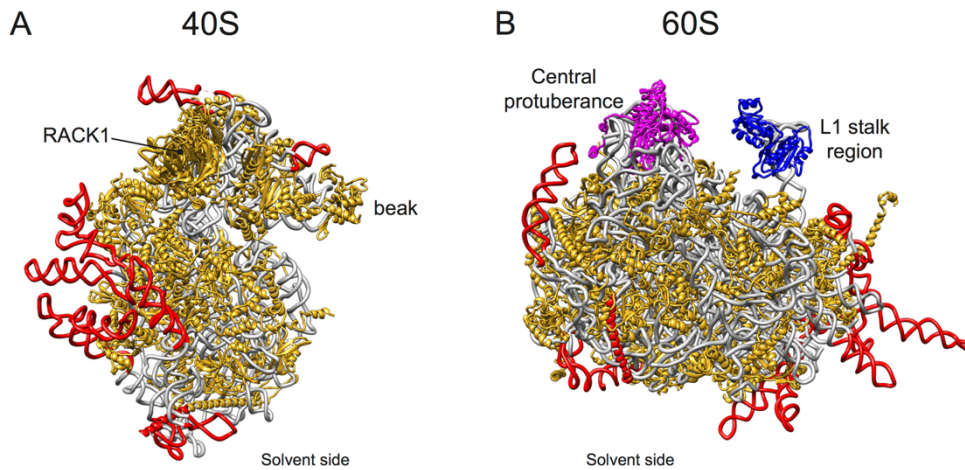 A
40S
RACK1
beak
Solvent side
B
60S
Central
protuberance
L1 stalk
region
Solvent side